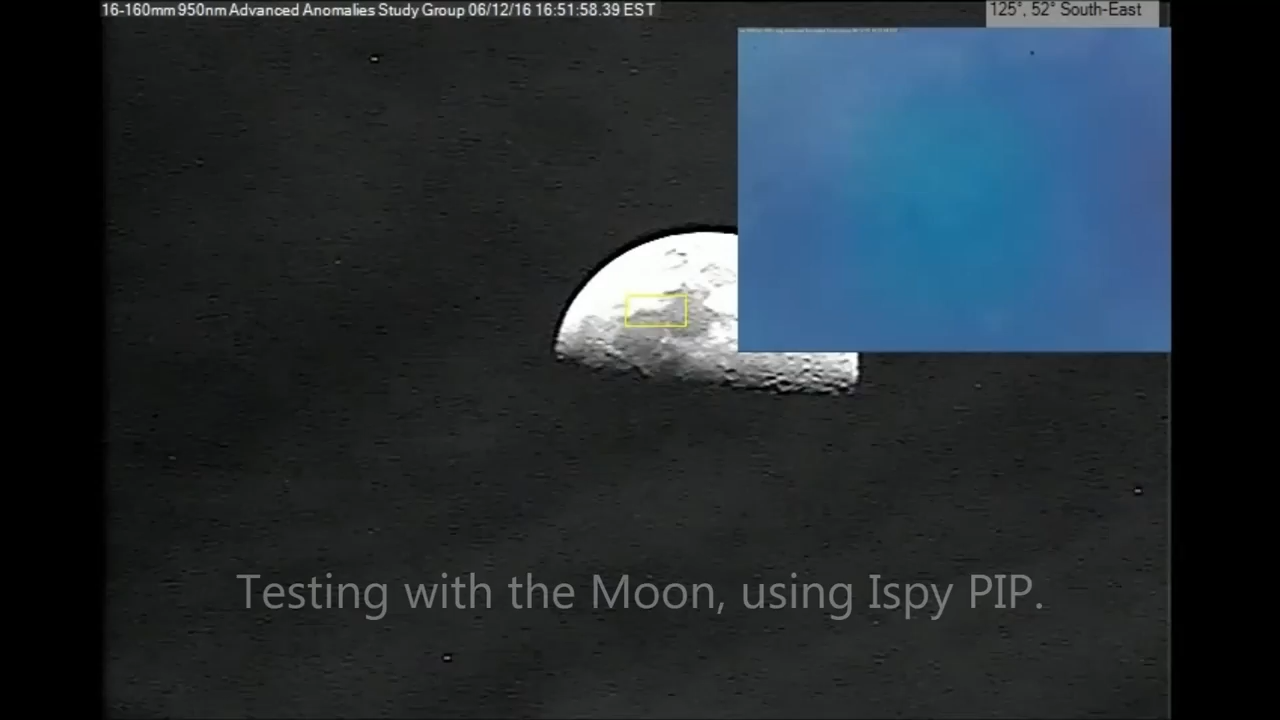 16-160mm 950nm Advanced Anomalies Study Group 06/12/16 16:51:58.39 EST
125°, 52° South-East
Testing with the Moon, using Ispy PIP.